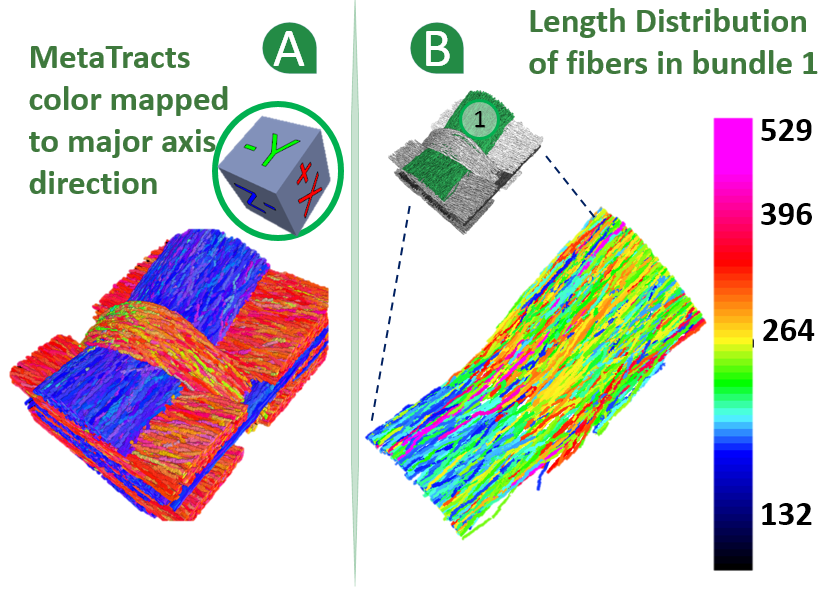 A
MetaTracts
color mapped
to major axis
direction
-Y
X
-Z
B
Length Distribution
of fibers in bundle 1
1
529
396
264
132